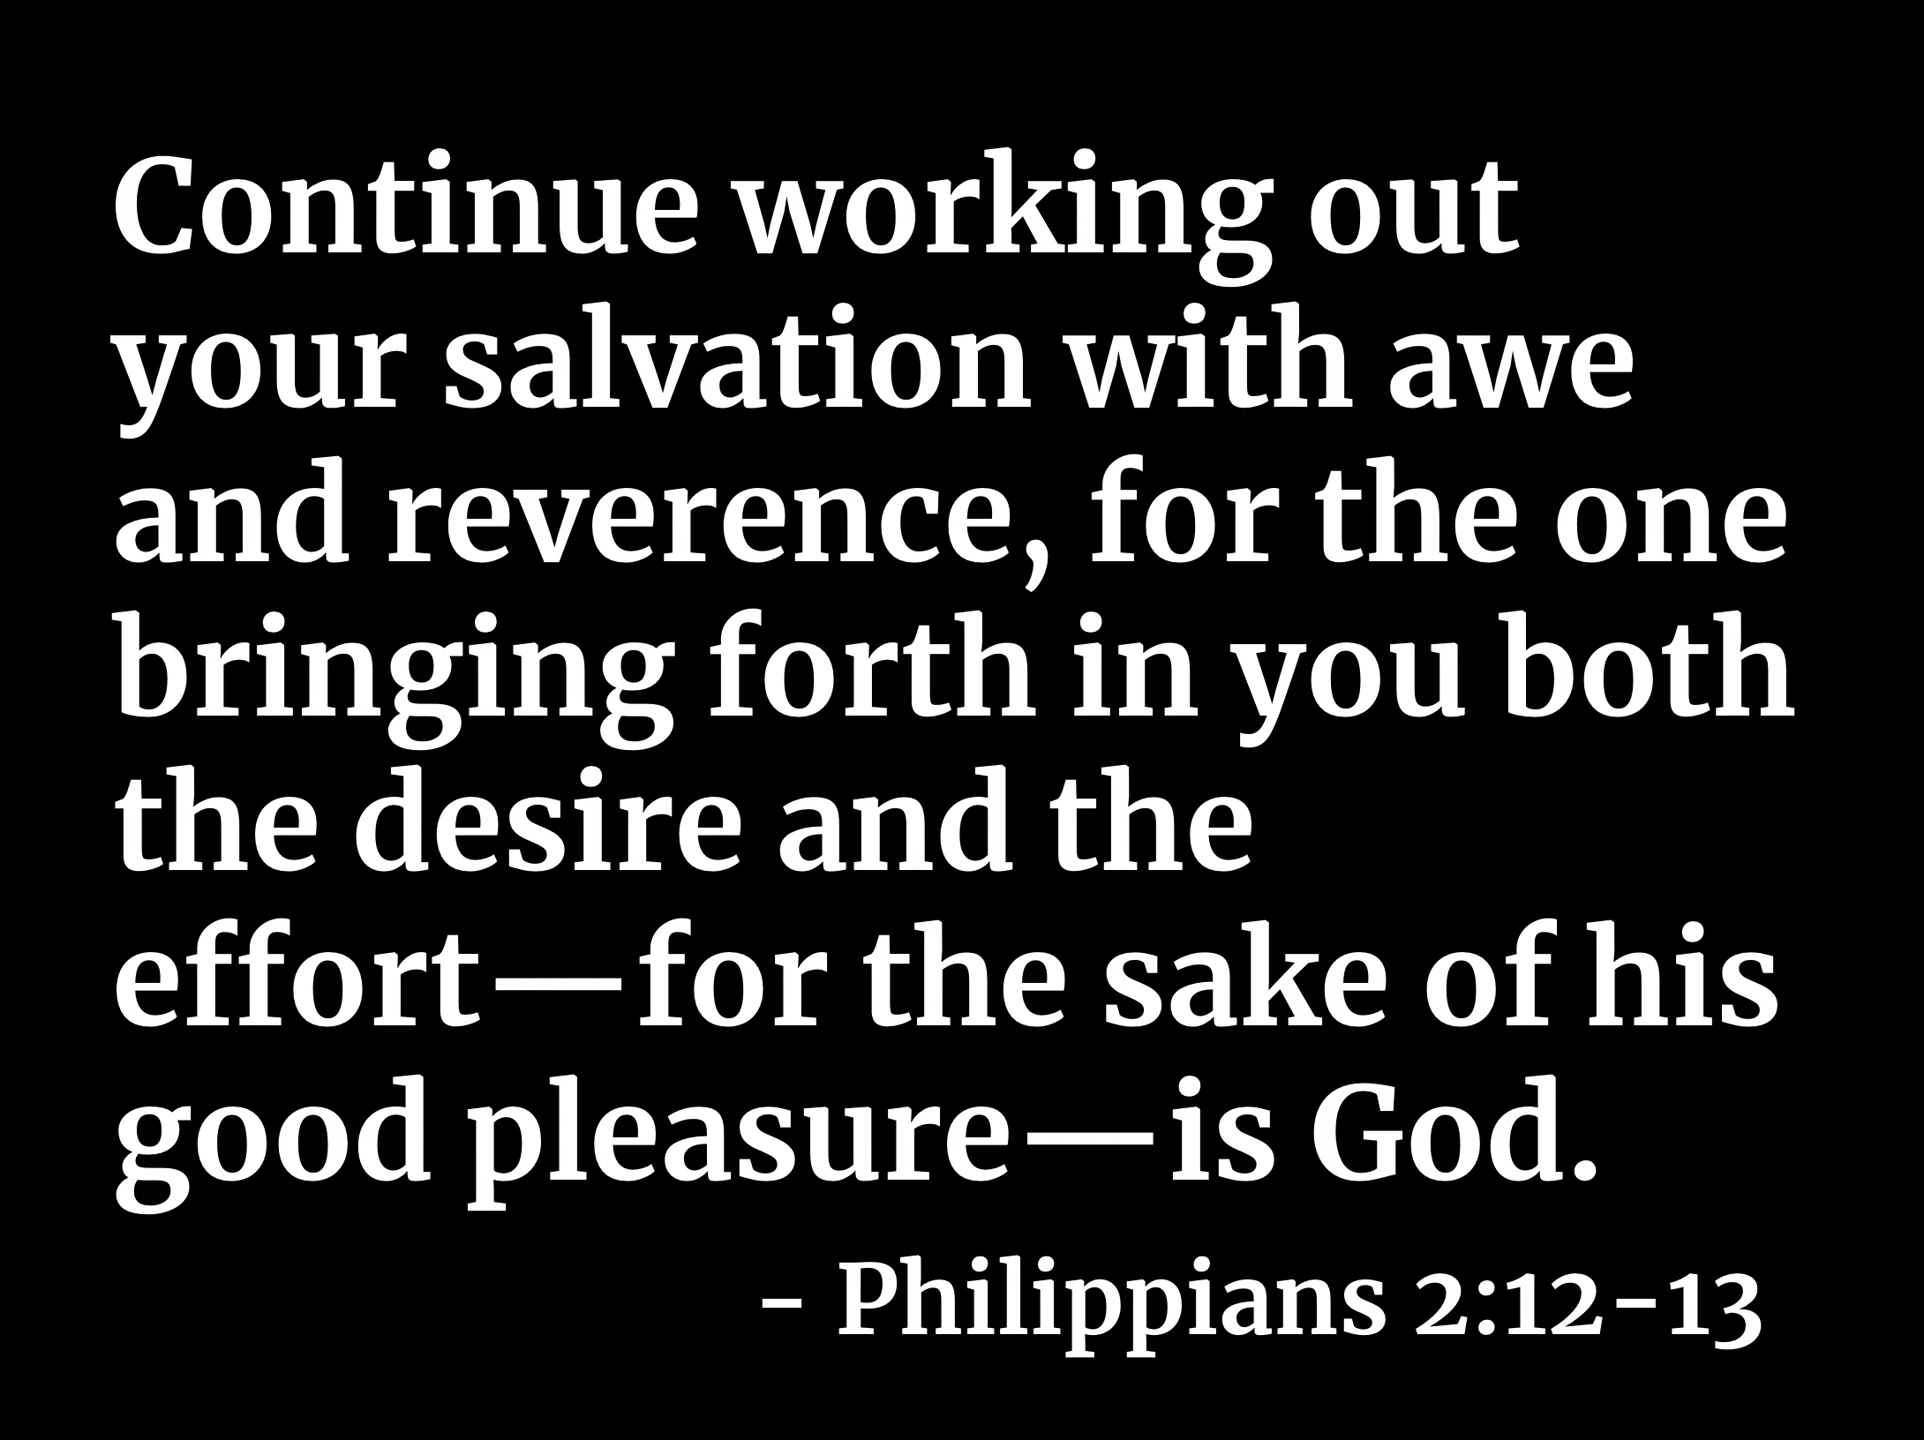 Continue working out
your salvation with awe
and reverence, for the one
bringing forth in you both
the desire and the
effort—for the sake of his
good pleasure—is God.
- Philippians 2:12-13